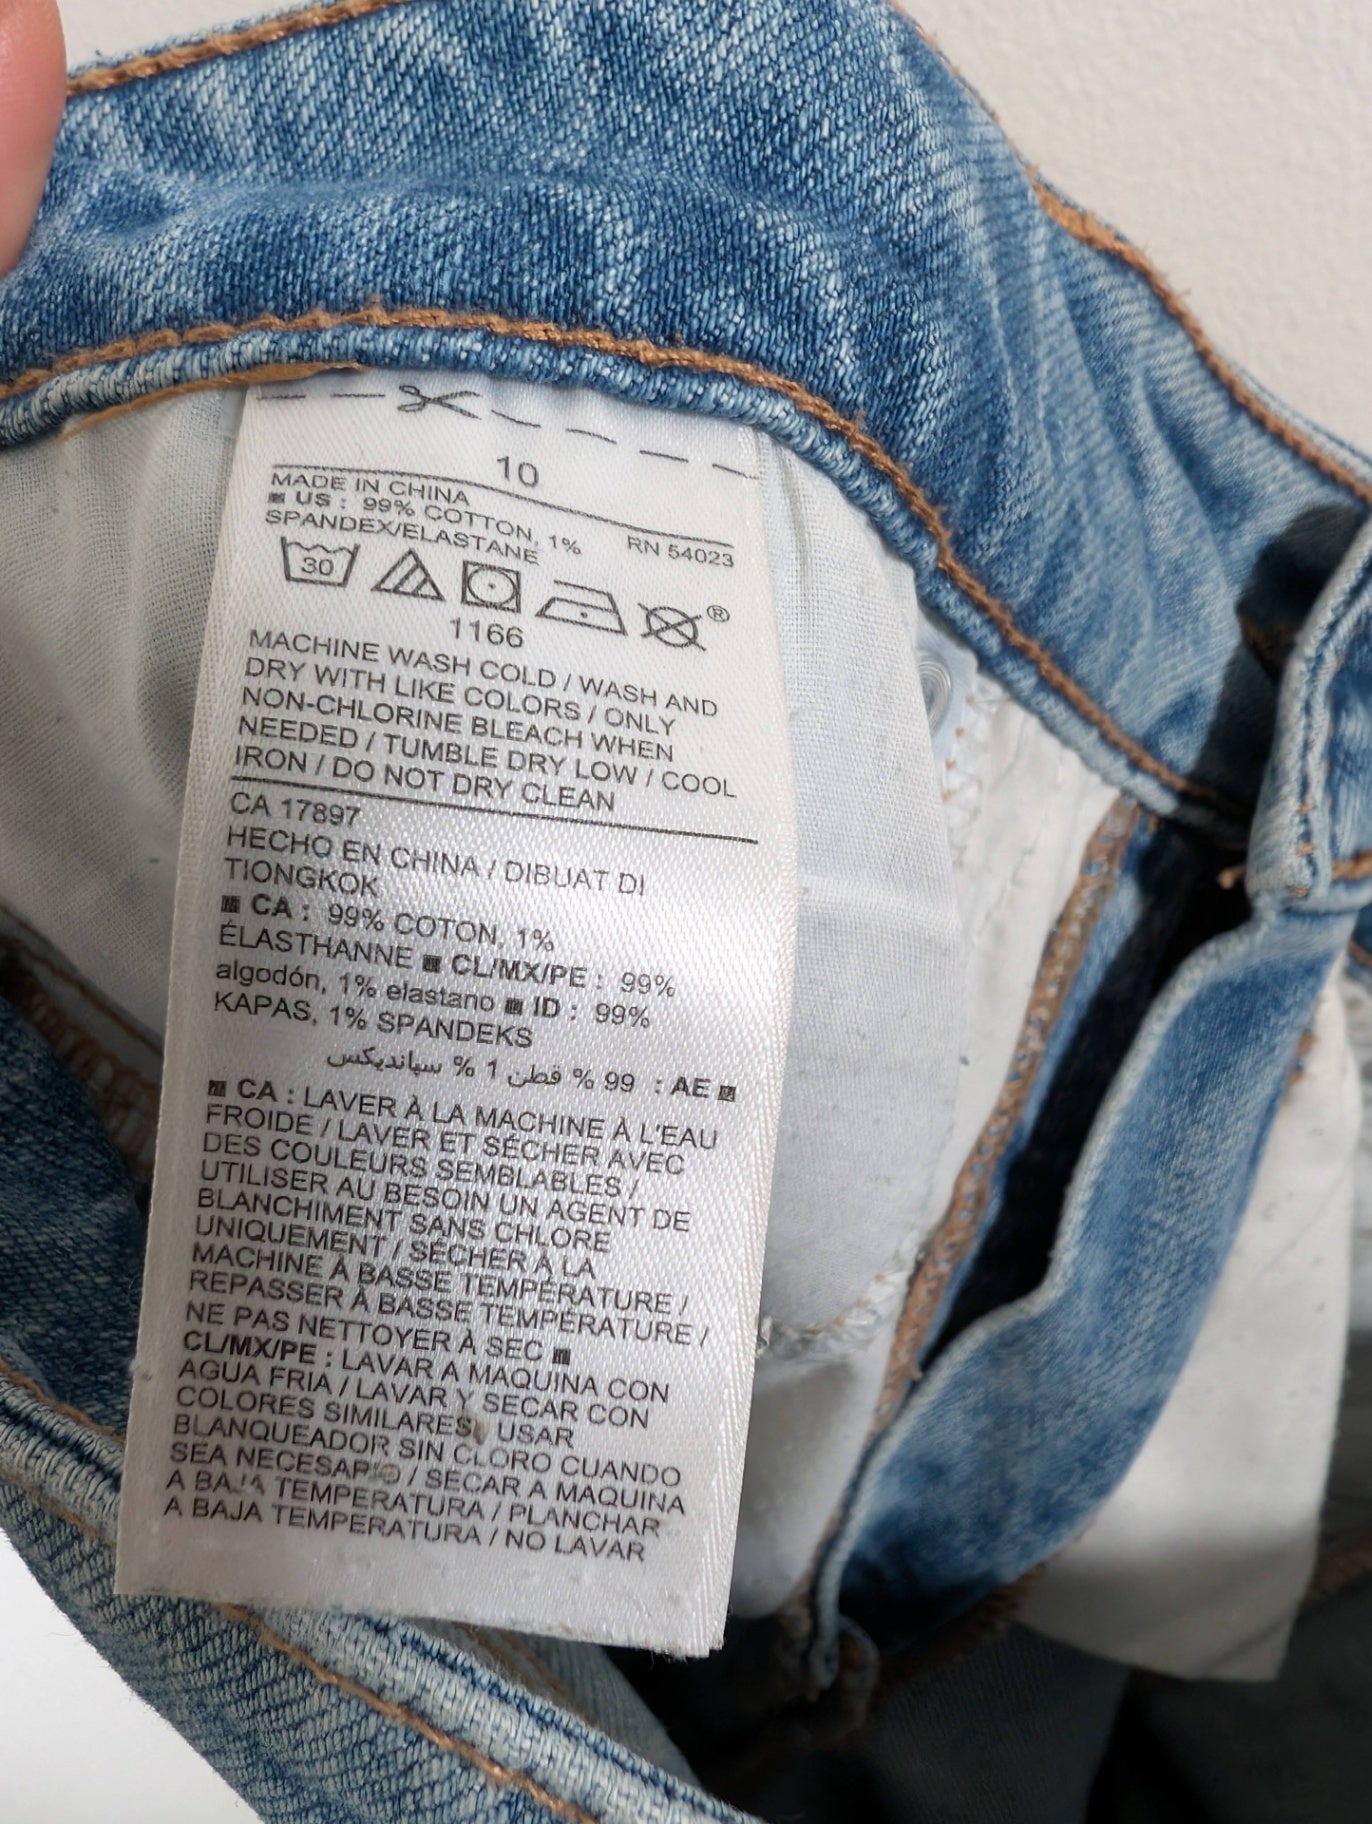 10
MADE IN CHINA
US : 99% COTTON, 1%
SPANDEX/ELASTANE
RN 54023
30
®
1166
MACHINE WASH COLD / WASH AND
DRY WITH LIKE COLORS / ONLY
NON-CHLORINE BLEACH WHEN
NEEDED / TUMBLE DRY LOW / COOL
IRON / DO NOT DRY CLEAN
CA 17897
HECHO EN CHINA / DIBUAT DI
TIONGKOK
CA : 99% COTON, 1%
ÉLASTHANNE CL/MX/PE : 99%
algodón, 1% elastano ID : 99%
KAPAS, 1% SPANDEKS
AE : 99 % قطن 1 % سپانديكس
CA : LAVER À LA MACHINE À L'EAU
FROIDE / LAVER ET SÉCHER AVEC
DES COULEURS SEMBLABLES /
UTILISER AU BESOIN UN AGENT DE
BLANCHIMENT SANS CHLORE
UNIQUEMENT / SÉCHER À LA
MACHINE À BASSE TEMPÉRATURE /
REPASSER À BASSE TEMPÉRATURE /
NE PAS NETTOYER À SEC
CL/MX/PE : LAVAR A MAQUINA CON
AGUA FRIA / LAVAR Y SECAR CON
COLORES SIMILARES USAR
BLANQUEADOR SIN CLORO CUANDO
SEA NECESARIO / SECAR A MAQUINA
A BAJA TEMPERATURA / PLANCHAR
A BAJA TEMPERATURA / NO LAVAR